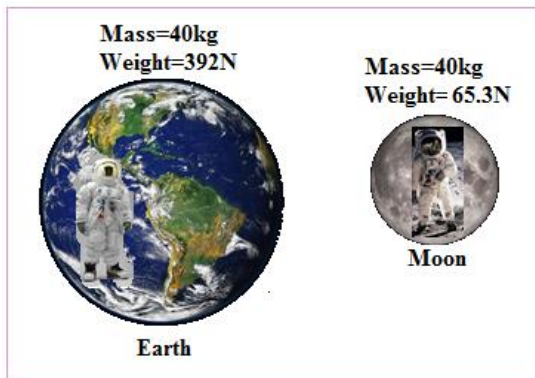 Mass=40kg
Weight=392N
Mass=40kg
Weight= 65.3N
Moon
Earth